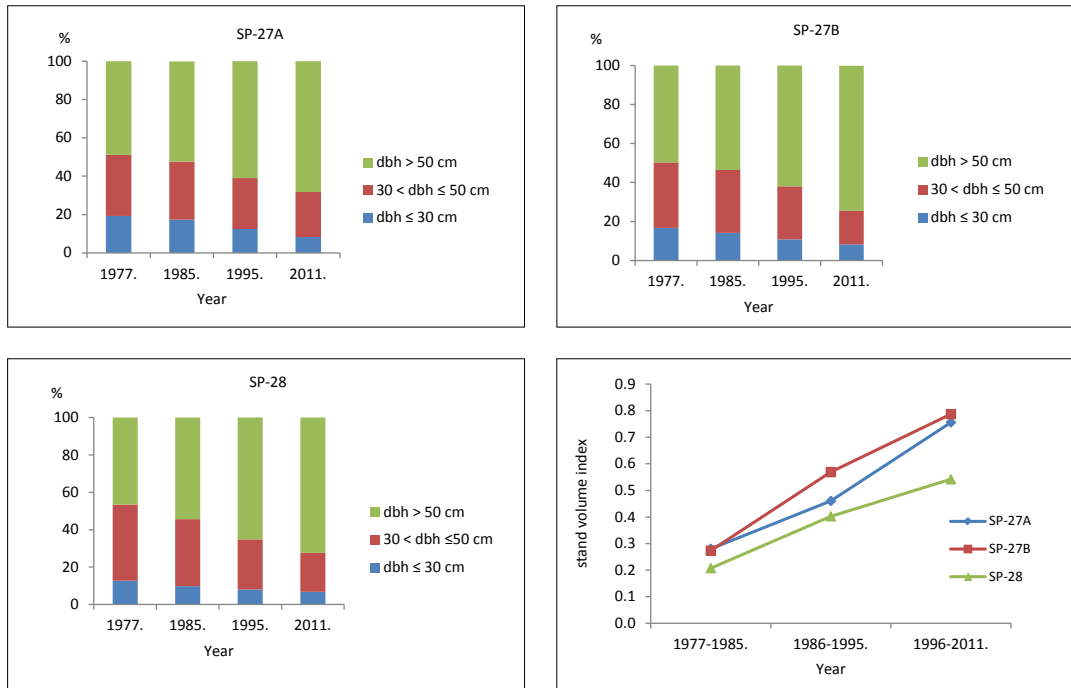 SP-27A
%
100
80
60
40
20
0
1977. 1985. 1995. 2011.
Year
dbh > 50 cm
30 < dbh ≤ 50 cm
dbh ≤ 30 cm
SP-27B
%
100
80
60
40
20
0
1977. 1985. 1995. 2011.
Year
dbh > 50 cm
30 < dbh ≤ 50 cm
dbh ≤ 30 cm
SP-28
%
100
80
60
40
20
0
1977. 1985. 1995. 2011.
Year
dbh > 50 cm
30 < dbh ≤50 cm
dbh ≤ 30 cm
stand volume index
0.9
0.8
0.7
0.6
0.5
0.4
0.3
0.2
0.1
0.0
1977-1985. 1986-1995. 1996-2011.
Year
SP-27A
SP-27B
SP-28